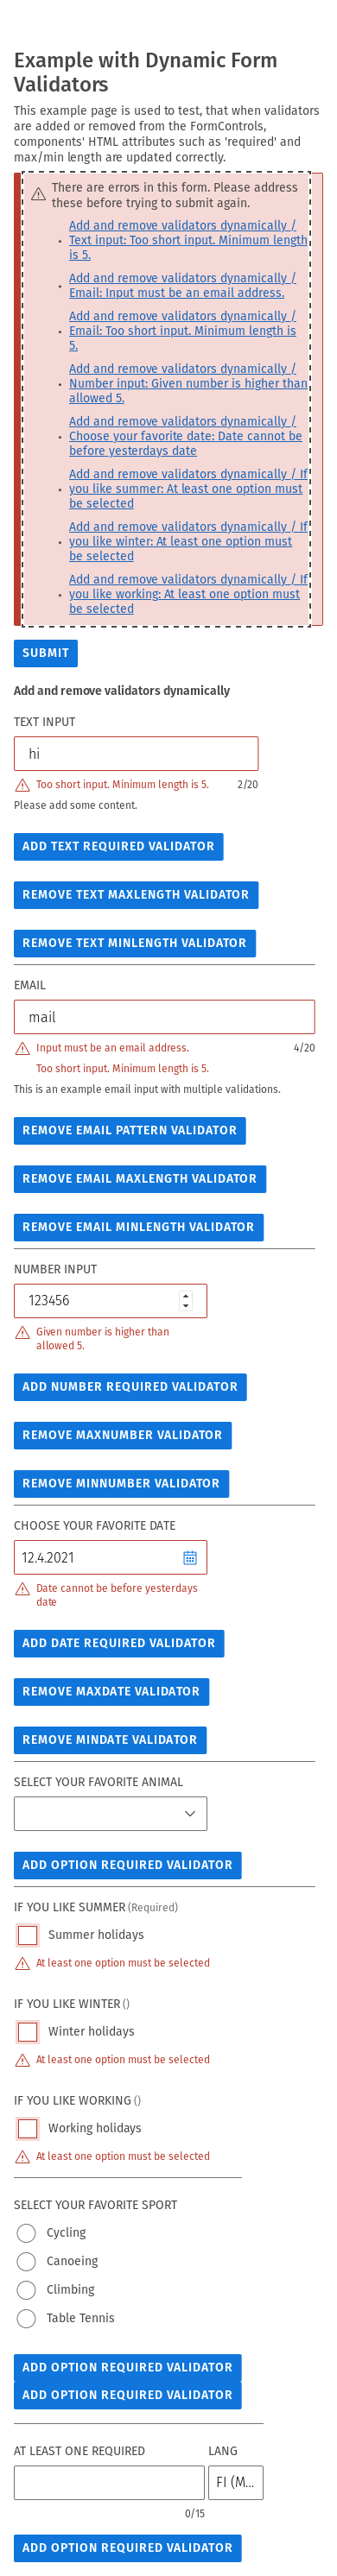 Example with Dynamic Form
Validators
This example page is used to test, that when validators
are added or removed from the FormControls,
components' HTML attributes such as 'required' and
max/min length are updated correctly.
There are errors in this form. Please address
these before trying to submit again.
• Add and remove validators dynamically /
Text input: Too short input. Minimum length
is 5.
• Add and remove validators dynamically /
Email: Input must be an email address.
• Add and remove validators dynamically /
Email: Too short input. Minimum length is
5.
• Add and remove validators dynamically /
Number input: Given number is higher than
allowed 5.
• Add and remove validators dynamically /
Choose your favorite date: Date cannot be
before yesterdays date
• Add and remove validators dynamically / If
you like summer: At least one option must
be selected
• Add and remove validators dynamically / If
you like winter: At least one option must
be selected
• Add and remove validators dynamically / If
you like working: At least one option must
be selected
SUBMIT
Add and remove validators dynamically
TEXT INPUT
hi
Too short input. Minimum length is 5. 2/20
Please add some content.
ADD TEXT REQUIRED VALIDATOR
REMOVE TEXT MAXLENGTH VALIDATOR
REMOVE TEXT MINLENGTH VALIDATOR
EMAIL
mail
Input must be an email address. 4/20
Too short input. Minimum length is 5.
This is an example email input with multiple validations.
REMOVE EMAIL PATTERN VALIDATOR
REMOVE EMAIL MAXLENGTH VALIDATOR
REMOVE EMAIL MINLENGTH VALIDATOR
NUMBER INPUT
123456
Given number is higher than
allowed 5.
ADD NUMBER REQUIRED VALIDATOR
REMOVE MAXNUMBER VALIDATOR
REMOVE MINNUMBER VALIDATOR
CHOOSE YOUR FAVORITE DATE
12.4.2021
Date cannot be before yesterdays
date
ADD DATE REQUIRED VALIDATOR
REMOVE MAXDATE VALIDATOR
REMOVE MINDATE VALIDATOR
SELECT YOUR FAVORITE ANIMAL
ADD OPTION REQUIRED VALIDATOR
IF YOU LIKE SUMMER (Required)
Summer holidays
At least one option must be selected
IF YOU LIKE WINTER ()
Winter holidays
At least one option must be selected
IF YOU LIKE WORKING ()
Working holidays
At least one option must be selected
SELECT YOUR FAVORITE SPORT
Cycling
Canoeing
Climbing
Table Tennis
ADD OPTION REQUIRED VALIDATOR
ADD OPTION REQUIRED VALIDATOR
AT LEAST ONE REQUIRED LANG
FI (M...
0/15
ADD OPTION REQUIRED VALIDATOR